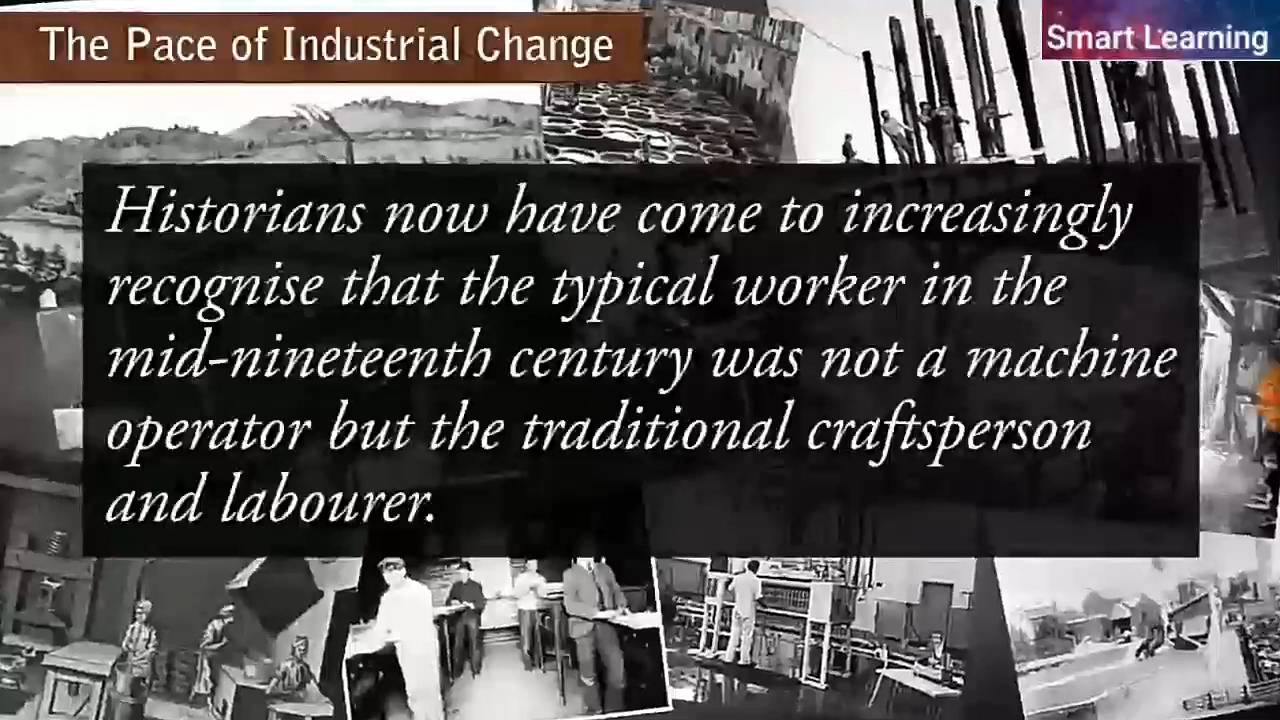 The Pace of Industrial Change
Smart Learning
Historians now have come to increasingly
recognise that the typical worker in the
mid-nineteenth century was not a machine
operator but the traditional craftsperson
and labourer.